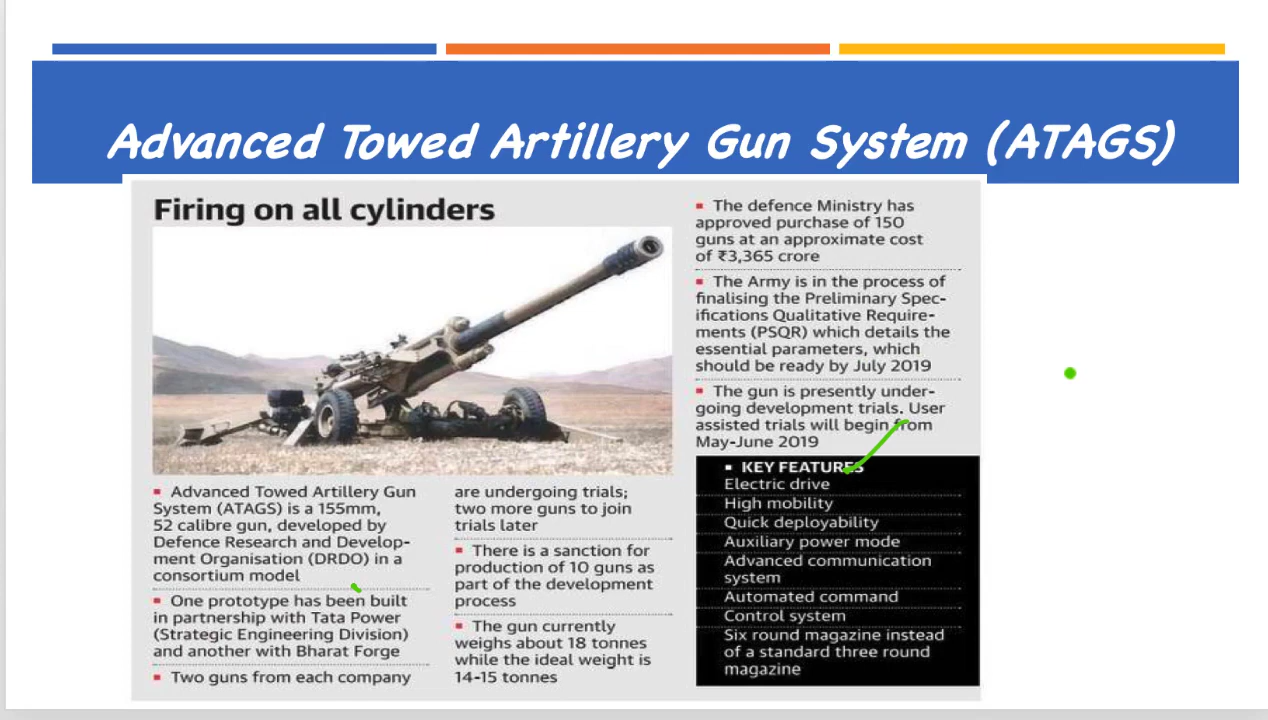 Advanced Towed Artillery Gun System (ATAGS)
Firing on all cylinders
▪ Advanced Towed Artillery Gun
System (ATAGS) is a 155mm,
52 calibre gun, developed by
Defence Research and Develop-
ment Organisation (DRDO) in a
consortium model
▪ One prototype has been built
in partnership with Tata Power
(Strategic Engineering Division)
and another with Bharat Forge
▪ Two guns from each company
are undergoing trials;
two more guns to join
trials later
▪ There is a sanction for
production of 10 guns as
part of the development
process
▪ The gun currently
weighs about 18 tonnes
while the ideal weight is
14-15 tonnes
▪ The defence Ministry has
approved purchase of 150
guns at an approximate cost
of ₹3,365 crore
▪ The Army is in the process of
finalising the Preliminary Spec-
ifications Qualitative Require-
ments (PSQR) which details the
essential parameters, which
should be ready by July 2019
▪ The gun is presently under-
going development trials. User
assisted trials will begin from
May-June 2019
▪ KEY FEATURES
Electric drive
High mobility
Quick deployability
Auxiliary power mode
Advanced communication
system
Automated command
Control system
Six round magazine instead
of a standard three round
magazine